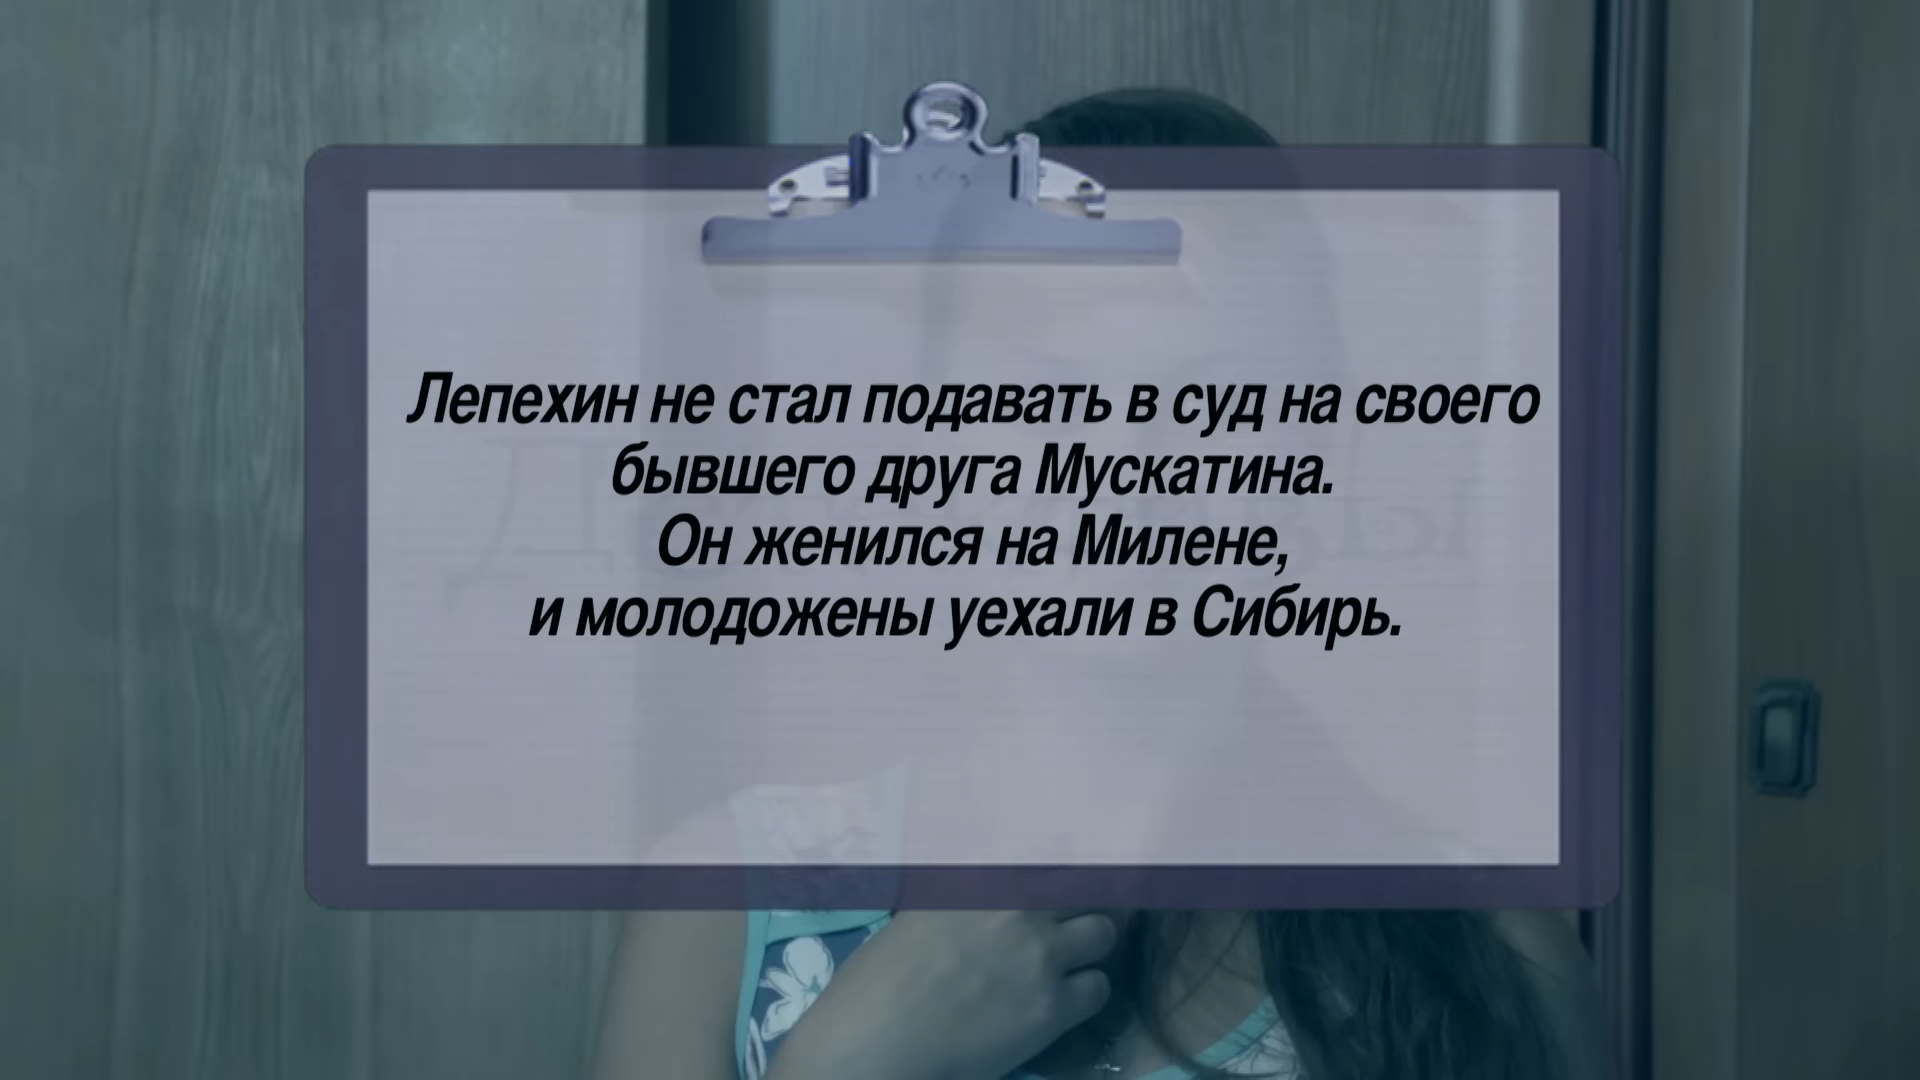 Лепехин не стал подавать в суд на своего
бывшего друга Мускатина.
Он женился на Милене,
и молодожены уехали в Сибирь.